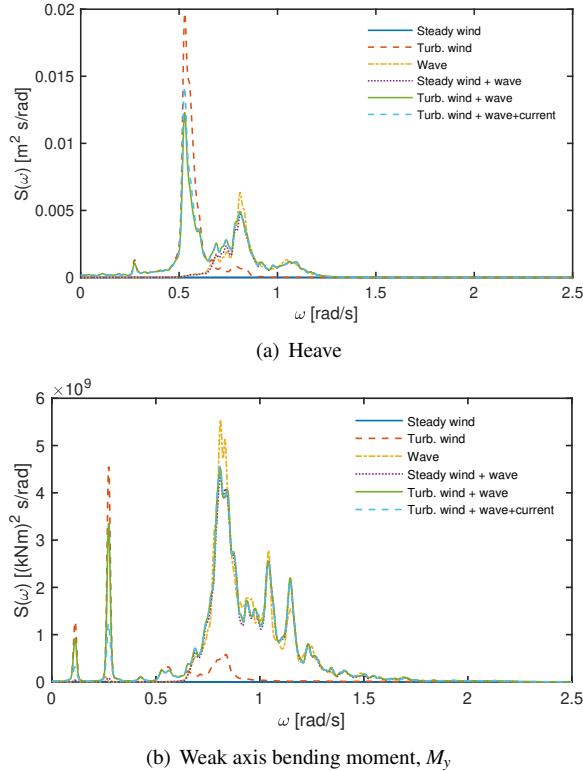 0.02
0.015
0.01
0.005
0
S(ω) [m² s/rad]
Steady wind
Turb. wind
Wave
Steady wind + wave
Turb. wind + wave
Turb. wind + wave+current
0 0.5 1 1.5 2 2.5
ω [rad/s]
(a) Heave
×10⁹
6
5
4
3
2
1
0
S(ω) [(kNm)² s/rad]
Steady wind
Turb. wind
Wave
Steady wind + wave
Turb. wind + wave
Turb. wind + wave+current
0 0.5 1 1.5 2 2.5
ω [rad/s]
(b) Weak axis bending moment, My